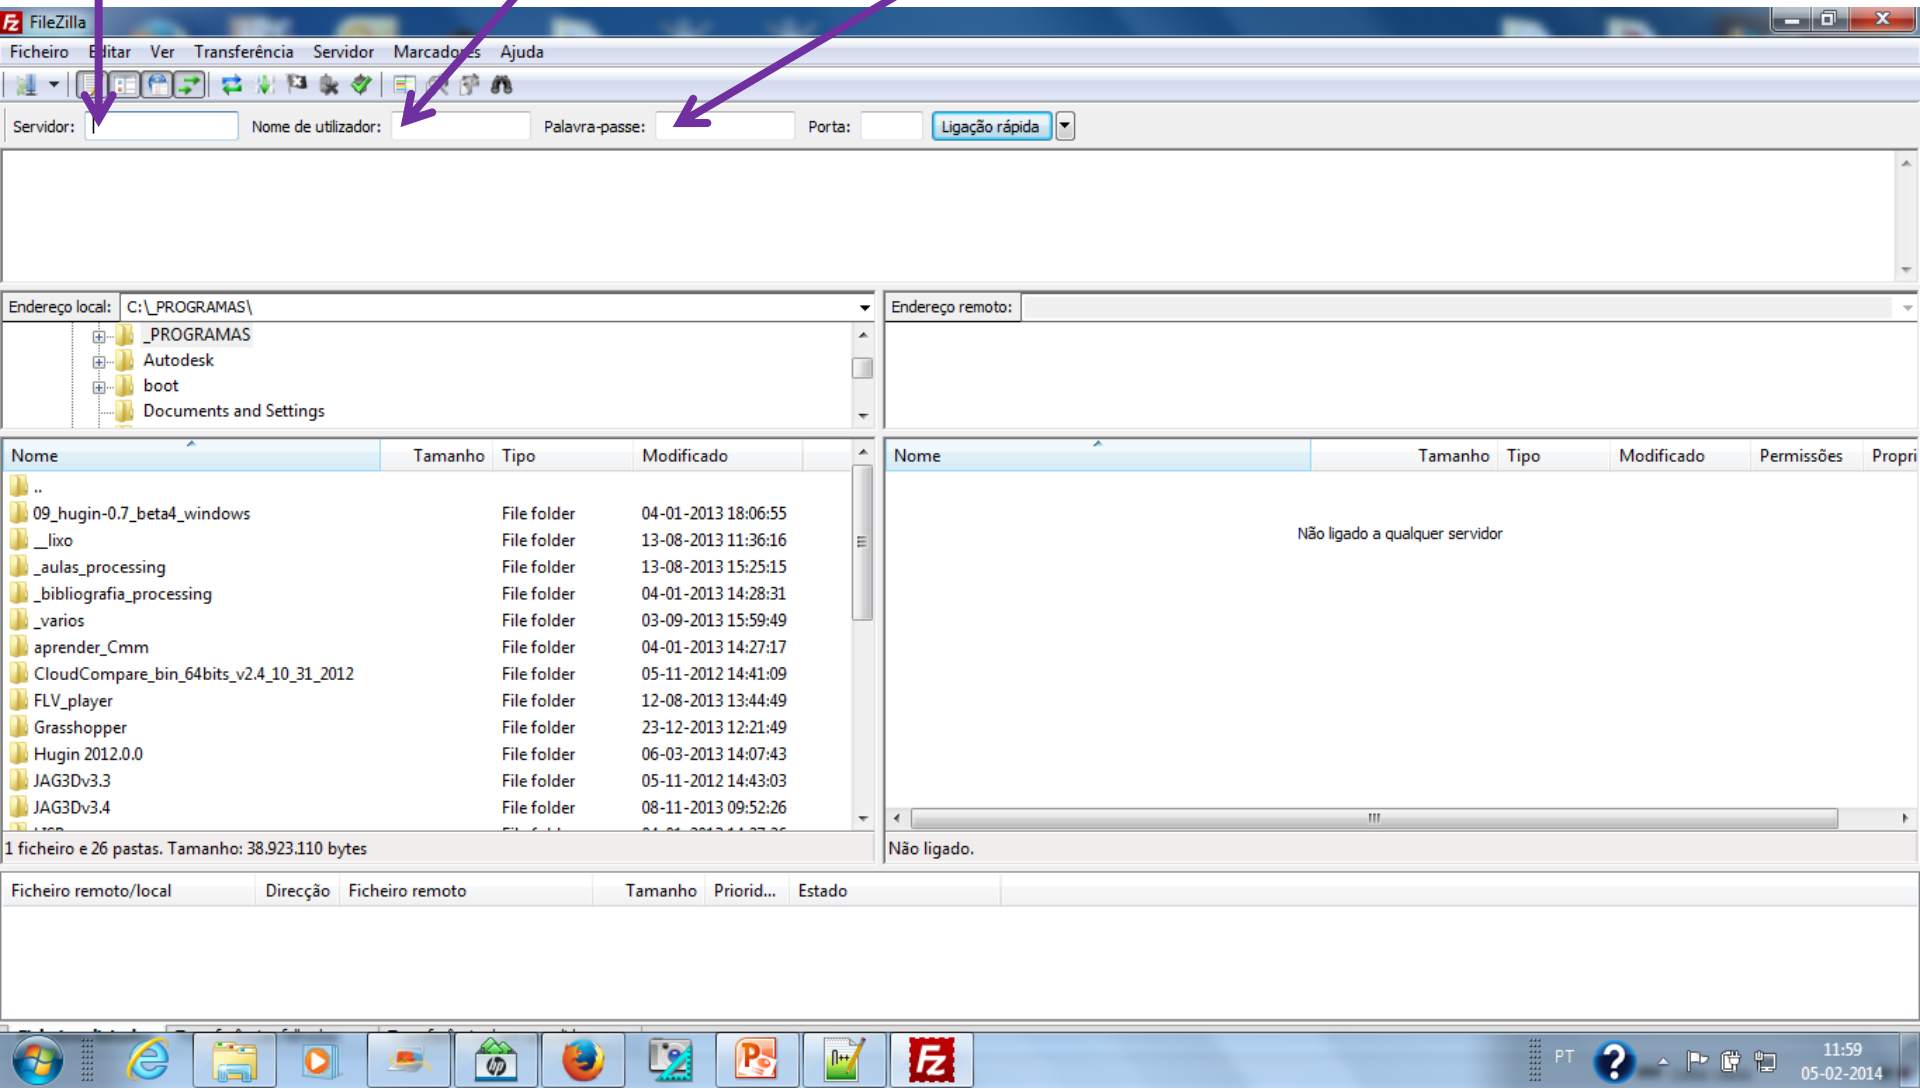 FileZilla
Ficheiro Editar Ver Transferência Servidor Marcadores Ajuda
Servidor: Nome de utilizador: Palavra-passe: Porta: Ligação rápida
Endereço local: C:\_PROGRAMAS\
_PROGRAMAS
Autodesk
boot
Documents and Settings
Endereço remoto:
Nome Tamanho Tipo Modificado
..
09_hugin-0.7_beta4_windows File folder 04-01-2013 18:06:55
__lixo File folder 13-08-2013 11:36:16
_aulas_processing File folder 13-08-2013 15:25:15
_bibliografia_processing File folder 04-01-2013 14:28:31
_varios File folder 03-09-2013 15:59:49
aprender_Cmm File folder 04-01-2013 14:27:17
CloudCompare_bin_64bits_v2.4_10_31_2012 File folder 05-11-2012 14:41:09
FLV_player File folder 12-08-2013 13:44:49
Grasshopper File folder 23-12-2013 12:21:49
Hugin 2012.0.0 File folder 06-03-2013 14:07:43
JAG3Dv3.3 File folder 05-11-2012 14:43:03
JAG3Dv3.4 File folder 08-11-2013 09:52:26
1 ficheiro e 26 pastas. Tamanho: 38.923.110 bytes
Nome Tamanho Tipo Modificado Permissões Propri
Não ligado a qualquer servidor
Não ligado.
Ficheiro remoto/local Direcção Ficheiro remoto Tamanho Priorid... Estado
PT
11:59
05-02-2014